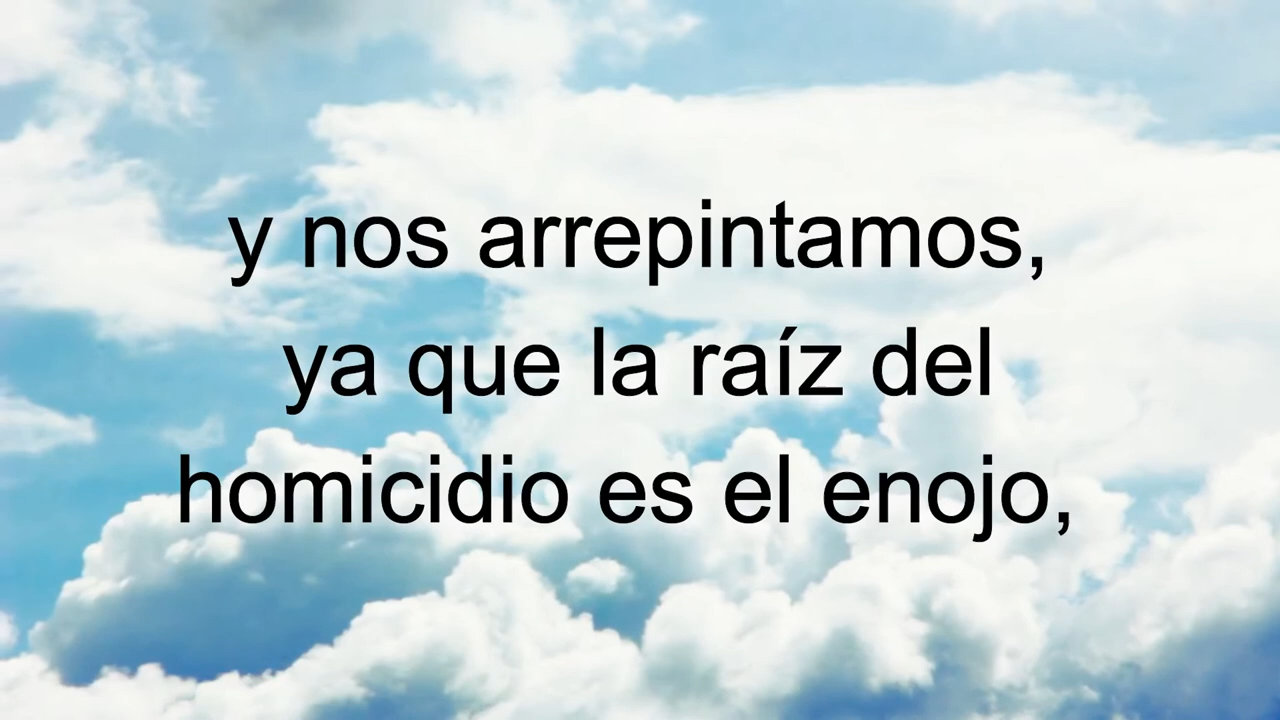 y nos arrepintamos,
ya que la raíz del
homicidio es el enojo,